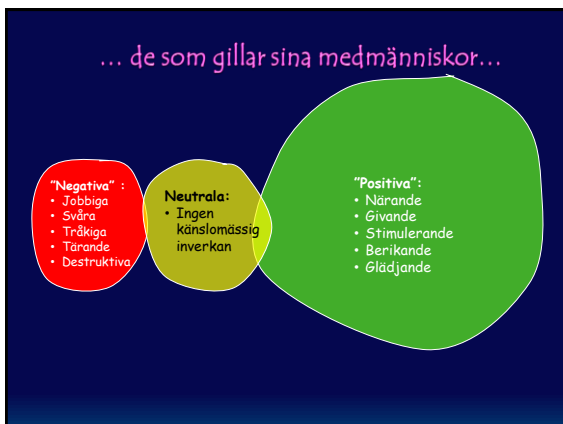 ... de som gillar sina medmänniskor...
"Negativa" :
• Jobbiga
• Svåra
• Tråkiga
• Tärande
• Destruktiva
Neutrala:
• Ingen
känslomässig
inverkan
"Positiva":
• Närande
• Givande
• Stimulerande
• Berikande
• Glädjande